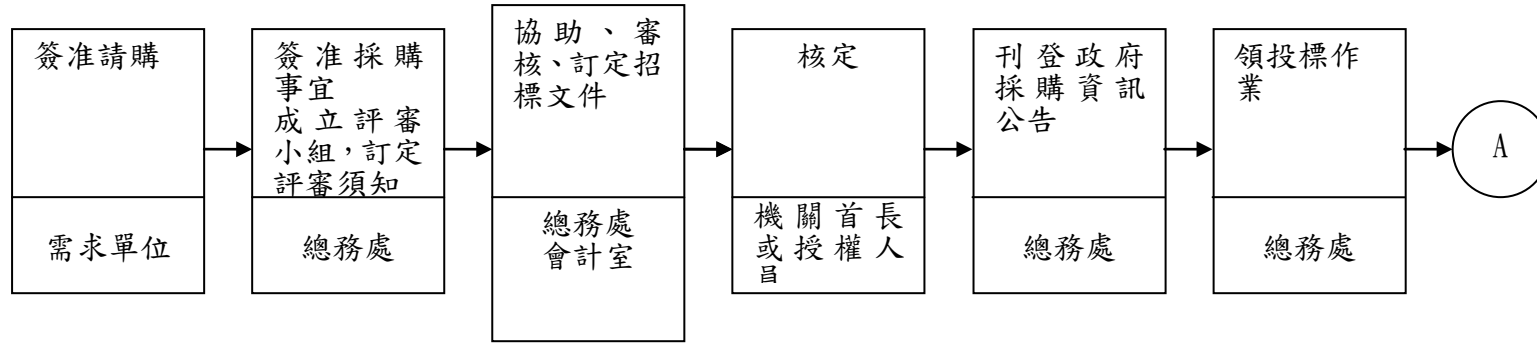 簽准請購
需求單位
簽准採購
事宜
成立評審
小組，訂定
評審須知
總務處
協助、審
核、訂定招
標文件
總務處
會計室
核定
機關首長
或授權人
員
刊登政府
採購資訊
公告
總務處
領投標作
業
總務處
A